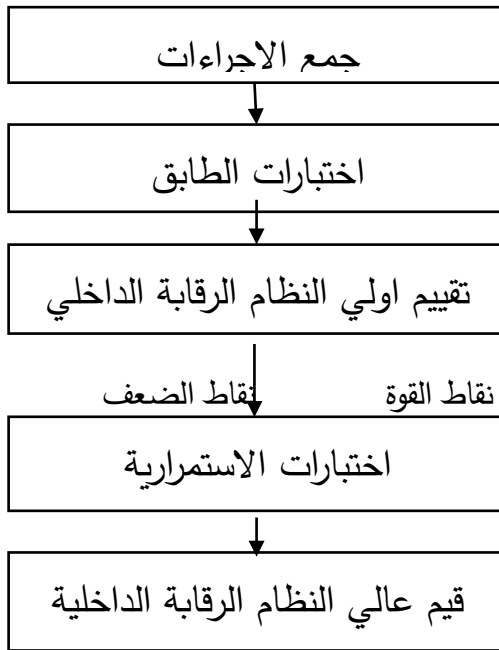 جمع الاجراءات
اختبارات الطابق
تقييم اولي النظام الرقابة الداخلي
نقاط القوة نقاط الضعف
اختبارات الاستمرارية
قيم عالي النظام الرقابة الداخلية